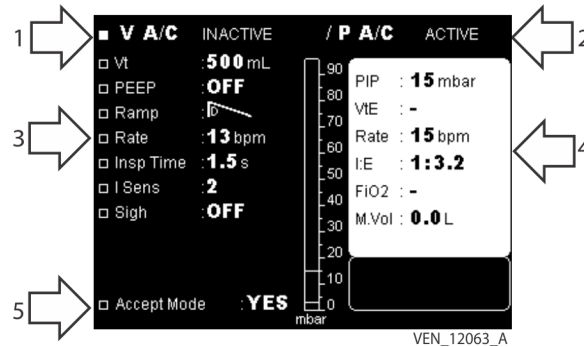 1 V A/C INACTIVE / P A/C ACTIVE 2
Vt :500 mL
PEEP :OFF
Ramp : D
3 Rate :13 bpm
Insp Time :1.5 s
I Sens :2
Sigh :OFF
5 Accept Mode :YES
90
80
70
60
50
40
30
20
10
0
mbar
PIP : 15 mbar
VtE : -
Rate : 15 bpm 4
I:E : 1:3.2
FiO2 : -
M.Vol : 0.0 L
VEN_12063_A